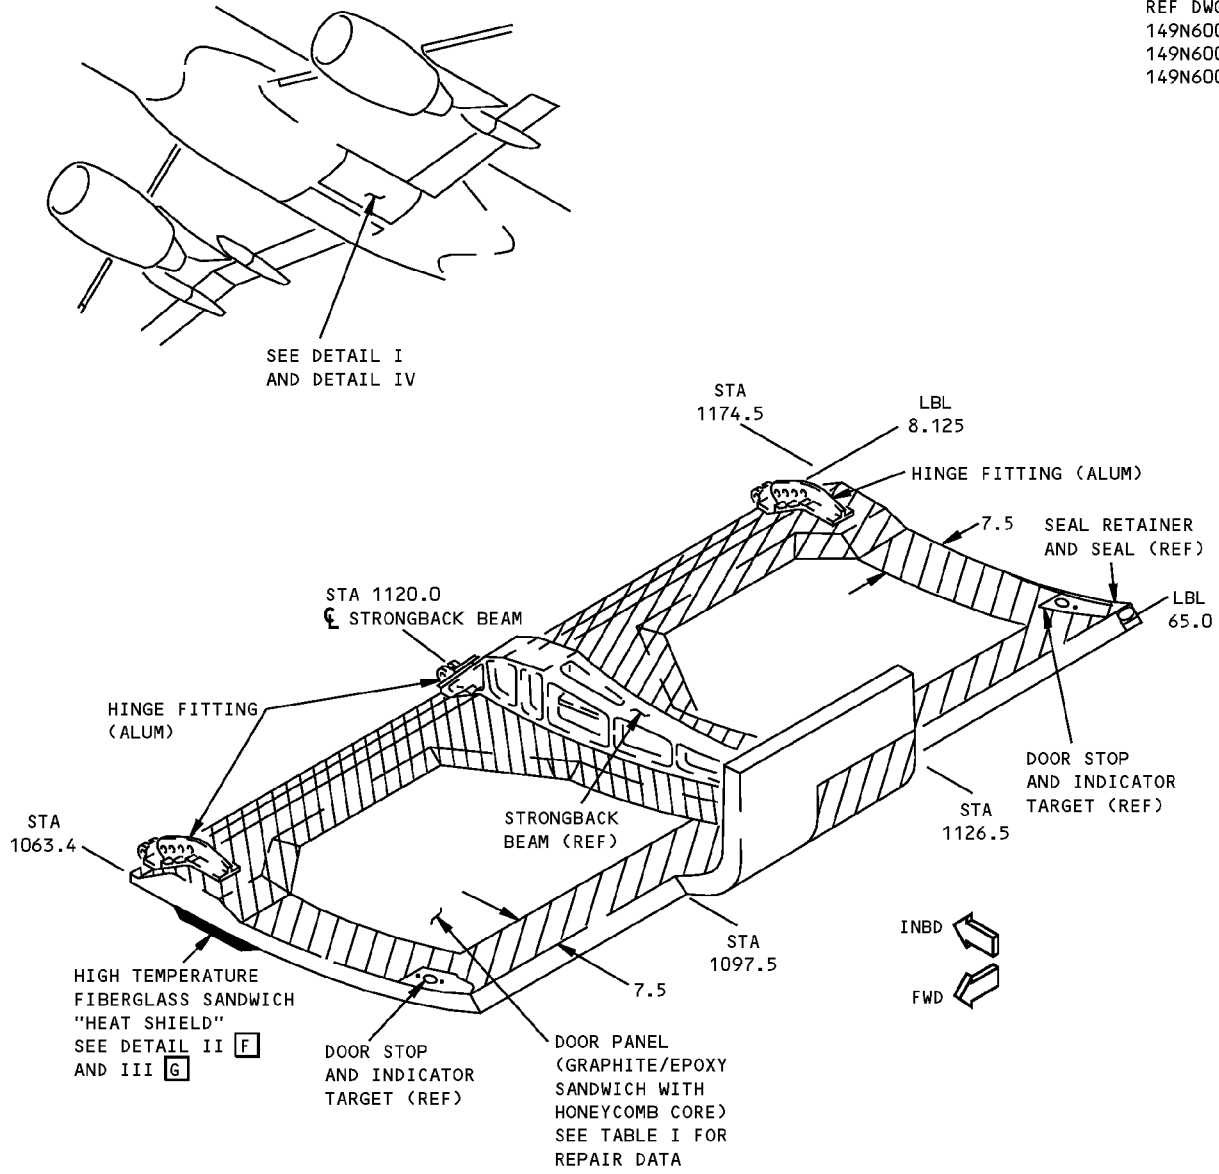 REF DWG
149N600
149N600
149N600
SEE DETAIL I
AND DETAIL IV
STA
1174.5
LBL
8.125
HINGE FITTING (ALUM)
7.5
SEAL RETAINER
AND SEAL (REF)
STA 1120.0
℄ STRONGBACK BEAM
LBL
65.0
HINGE FITTING
(ALUM)
DOOR STOP
AND INDICATOR
TARGET (REF)
STRONGBACK
BEAM (REF)
STA
1126.5
STA
1063.4
STA
1097.5
INBD
FWD
7.5
HIGH TEMPERATURE
FIBERGLASS SANDWICH
"HEAT SHIELD"
SEE DETAIL II F
AND III G
DOOR STOP
AND INDICATOR
TARGET (REF)
DOOR PANEL
(GRAPHITE/EPOXY
SANDWICH WITH
HONEYCOMB CORE)
SEE TABLE I FOR
REPAIR DATA